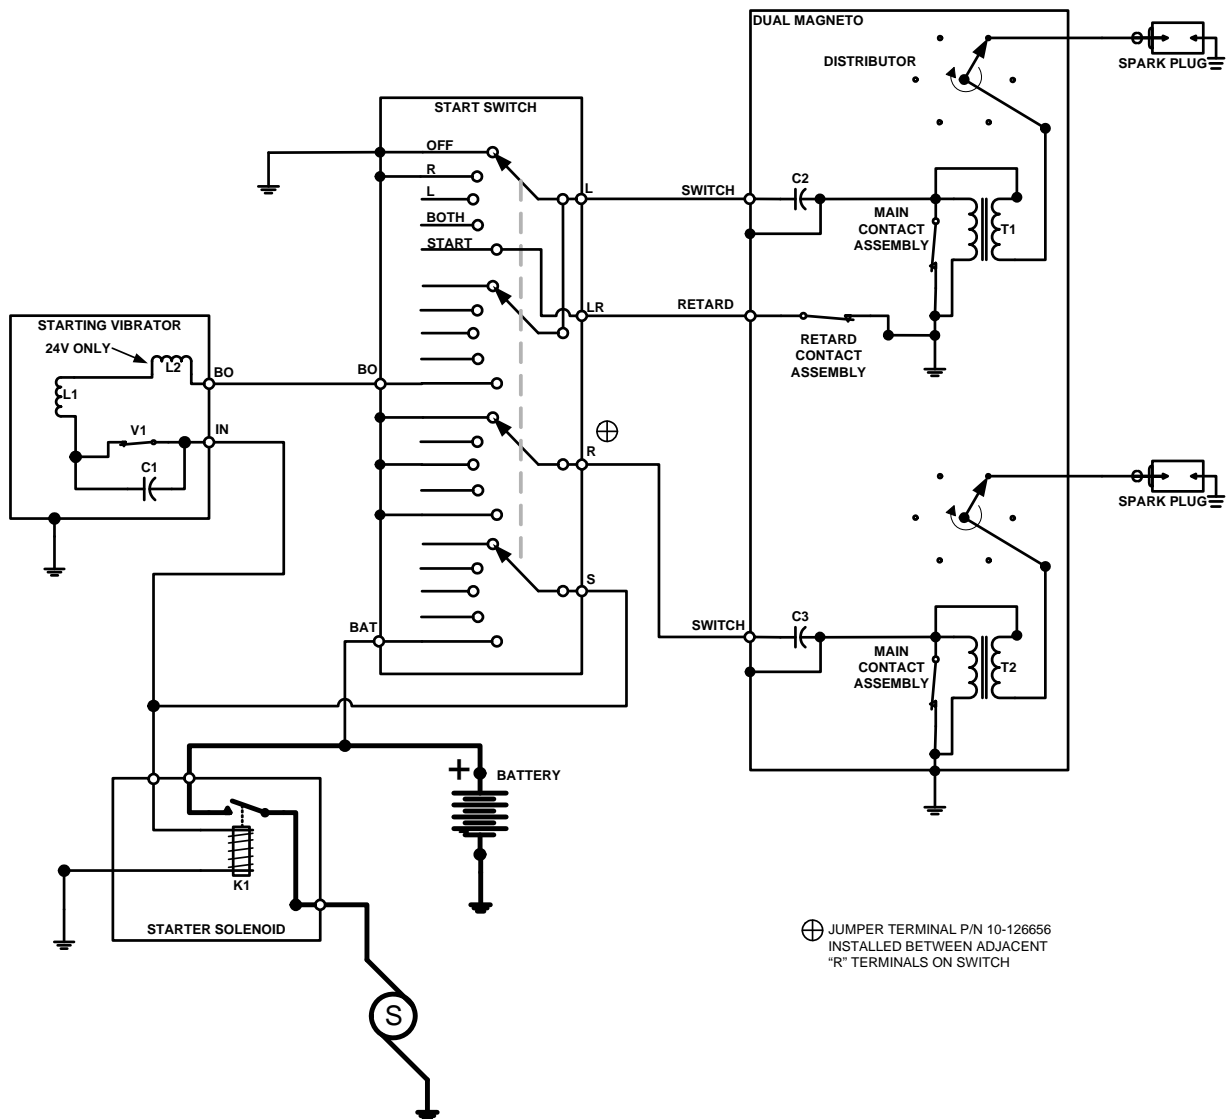 DUAL MAGNETO
DISTRIBUTOR
SPARK PLUG
START SWITCH
OFF
R
L
BOTH
START
L
SWITCH
C2
MAIN
CONTACT
ASSEMBLY
T1
LR
RETARD
RETARD
CONTACT
ASSEMBLY
STARTING VIBRATOR
24V ONLY
L2
L1
BO
BO
V1
IN
C1
R
SPARK PLUG
S
BAT
SWITCH
C3
MAIN
CONTACT
ASSEMBLY
T2
+
BATTERY
K1
STARTER SOLENOID
S
JUMPER TERMINAL P/N 10-126656
INSTALLED BETWEEN ADJACENT
“R” TERMINALS ON SWITCH